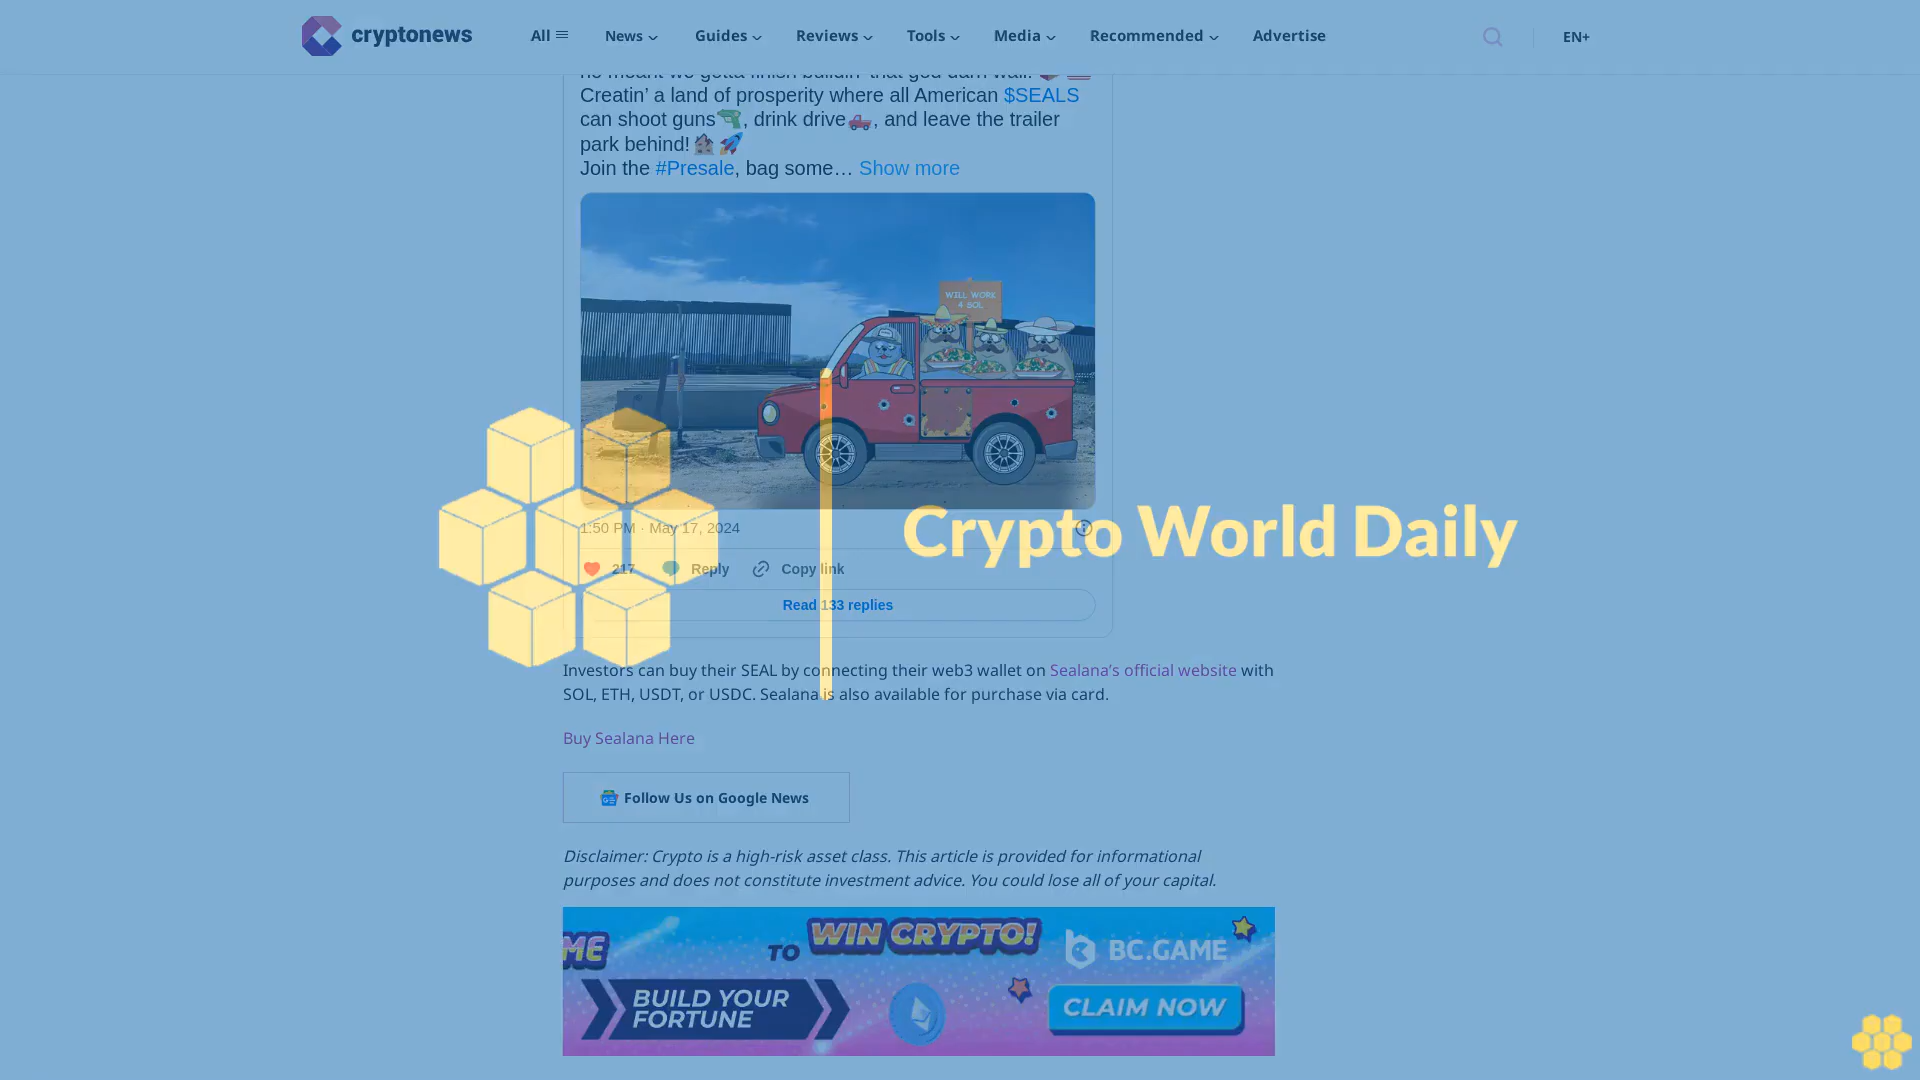 cryptonews
All
News
Guides
Reviews
Tools
Media
Recommended
Advertise
EN+
Creatin’ a land of prosperity where all American $SEALS
can shoot guns🔫, drink drive🛻, and leave the trailer
park behind!🏚️🚀
Join the #Presale, bag some… Show more
WILL WORK
4 SOL
1:50 PM · May 17, 2024
217
Reply
Copy link
Read 133 replies
Crypto World Daily
Investors can buy their SEAL by connecting their web3 wallet on Sealana’s official website with
SOL, ETH, USDT, or USDC. Sealana is also available for purchase via card.
Buy Sealana Here
Follow Us on Google News
Disclaimer: Crypto is a high-risk asset class. This article is provided for informational
purposes and does not constitute investment advice. You could lose all of your capital.
TO WIN CRYPTO!
BC.GAME
BUILD YOUR
FORTUNE
CLAIM NOW